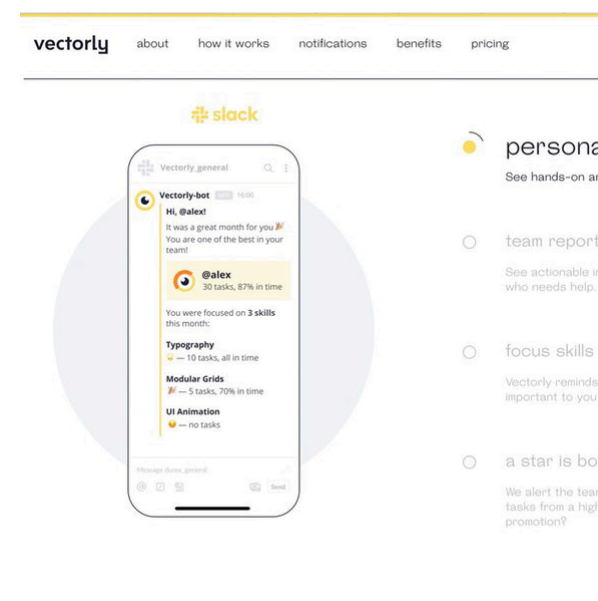 vectorly about how it works notifications benefits pricing
slack
Vectorly_general
Vectorly-bot 16:00
Hi, @alex!
It was a great month for you 🎉
You are one of the best in your
team!
@alex
30 tasks, 87% in time
You were focused on 3 skills
this month:
Typography
— 10 tasks, all in time
Modular Grids
🎉 — 5 tasks, 70% in time
UI Animation
— no tasks
Message
Send
persona
See hands-on a
team report
See actionable i
who needs help.
focus skills
Vectorly reminds
important to you
a star is bo
We alert the tea
tasks from a hig
promotion?